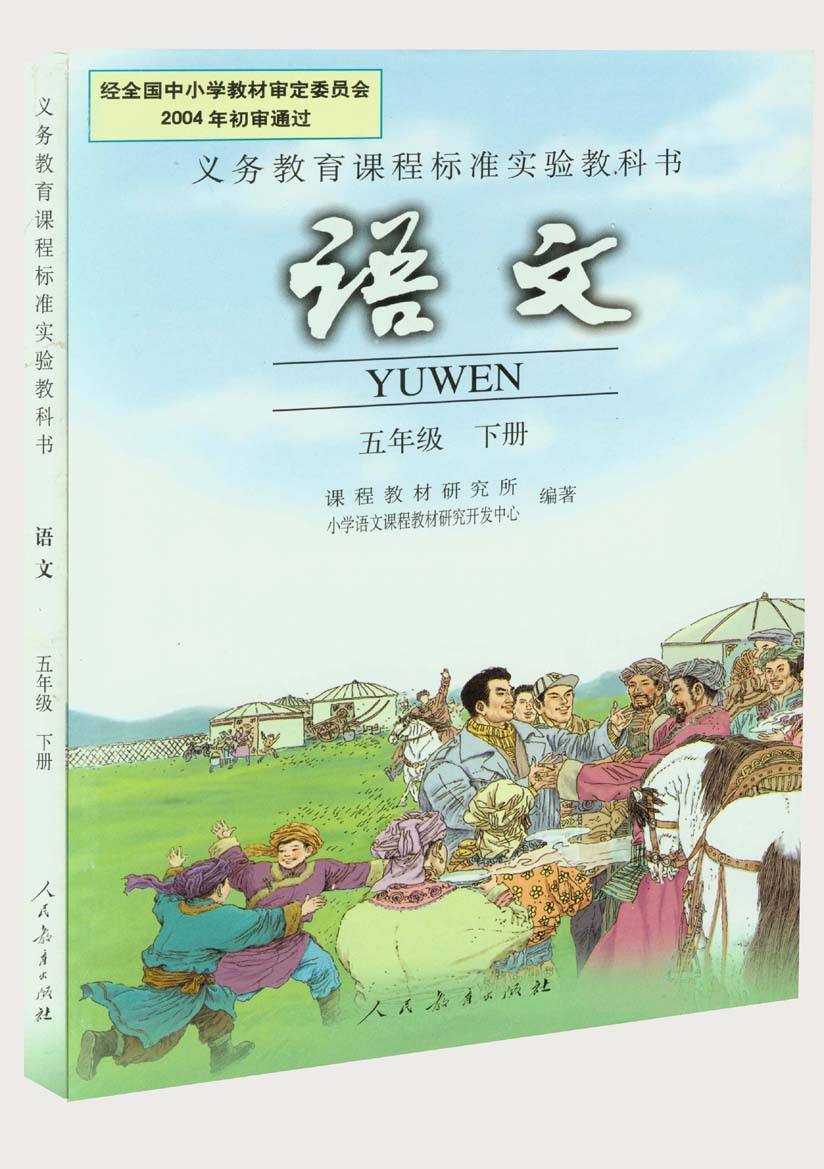 经全国中小学教材审定委员会
2004年初审通过
义务教育课程标准实验教科书
语文
YUWEN
五年级 下册
课程教材研究所
小学语文课程教材研究开发中心
编著
人民教育出版社
义务教育课程标准实验教科书
语文
五年级 下册
人民教育出版社